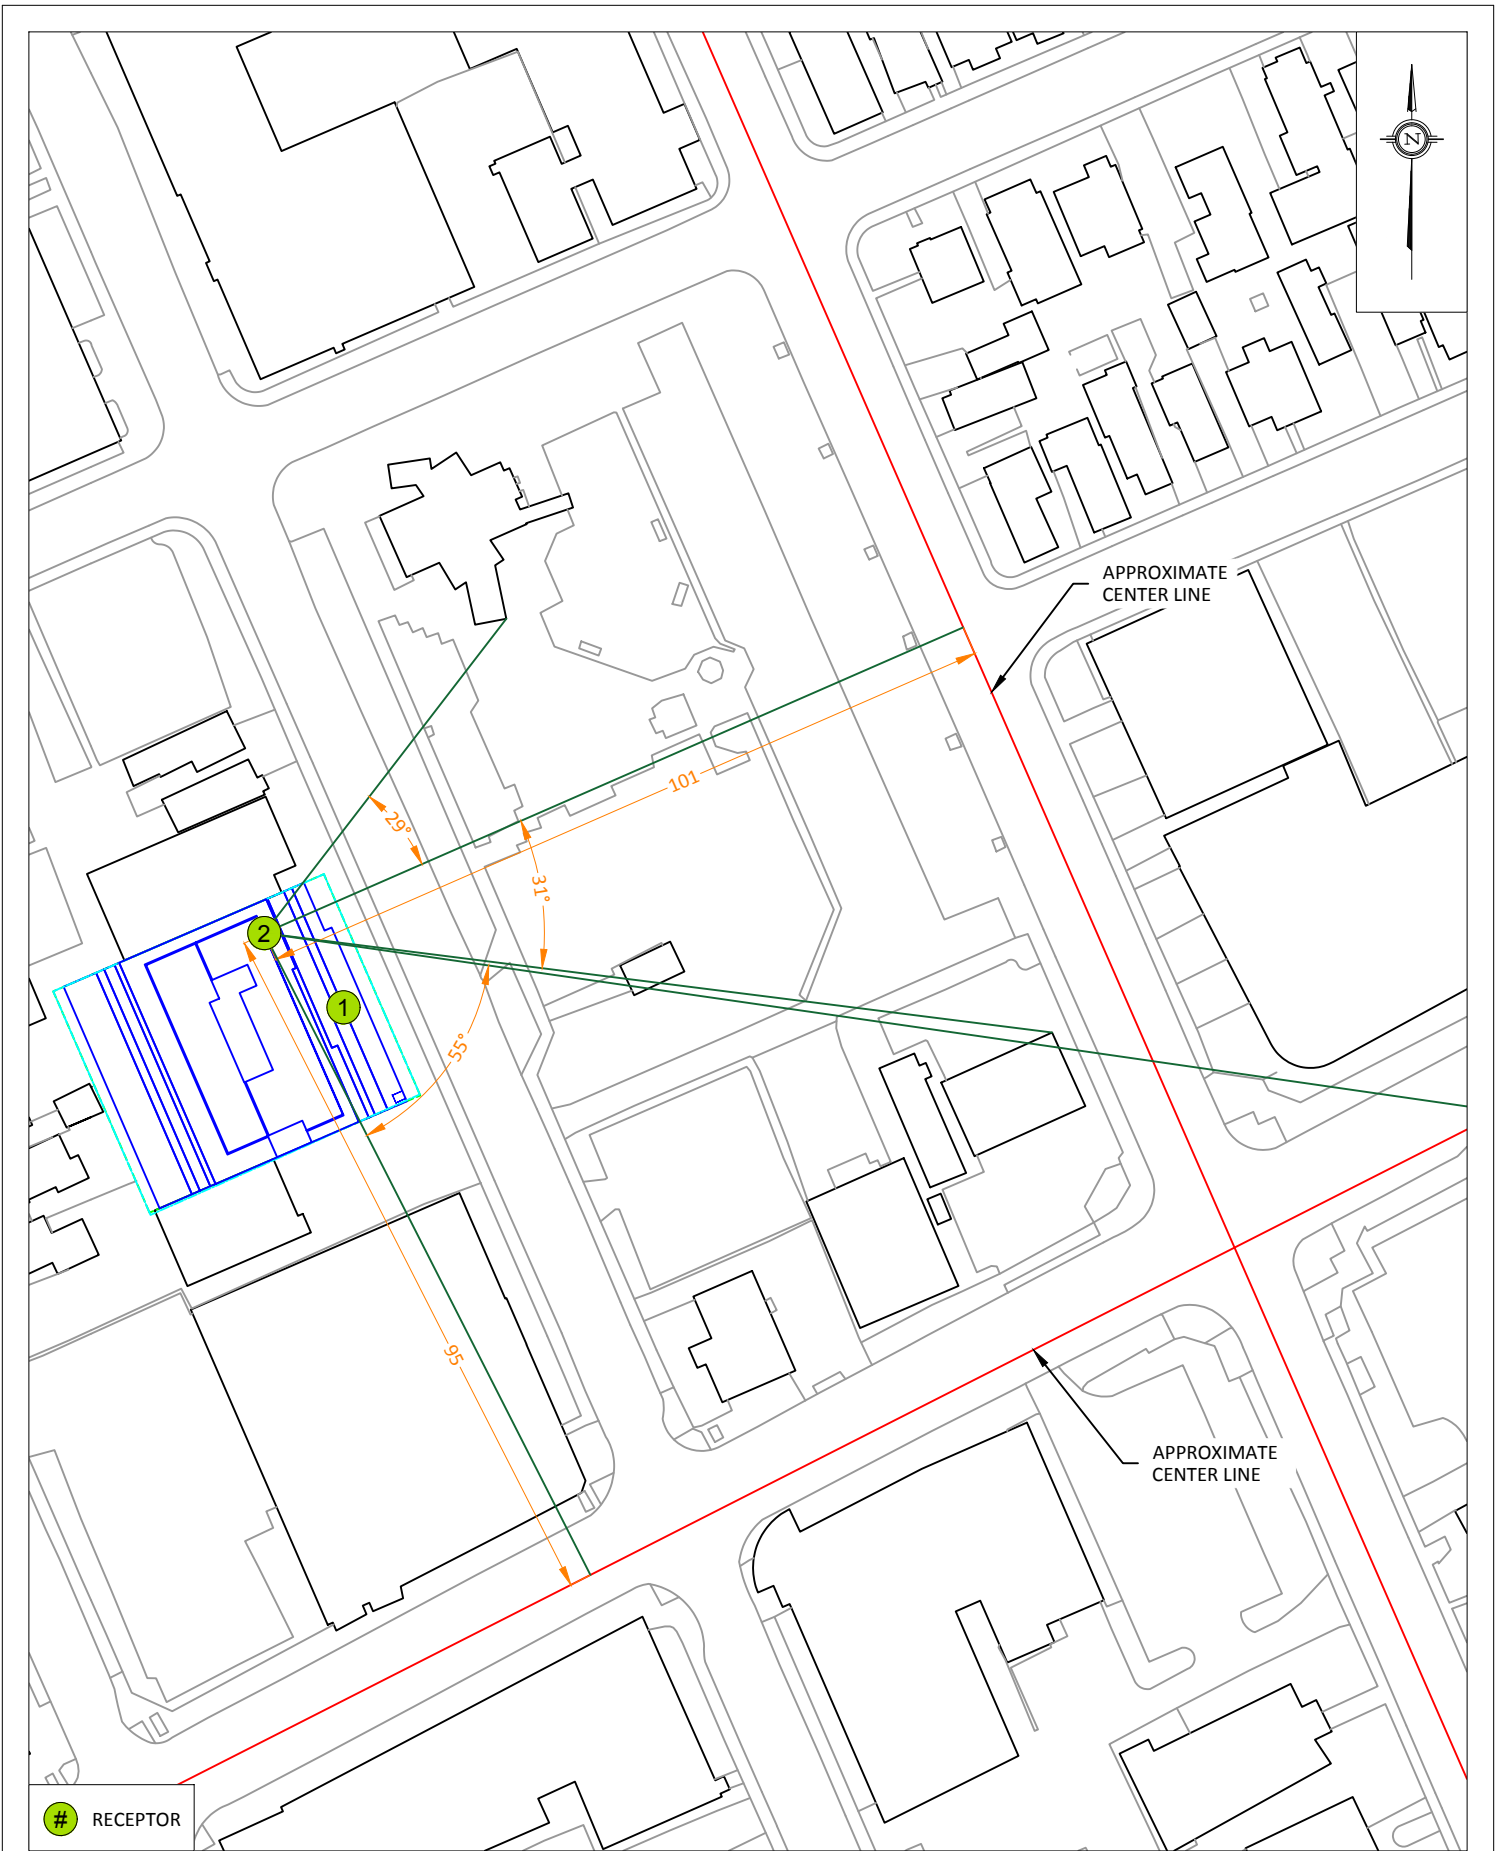 N
APPROXIMATE
CENTER LINE
101
29°
31°
2
1
55°
95
APPROXIMATE
CENTER LINE
# RECEPTOR